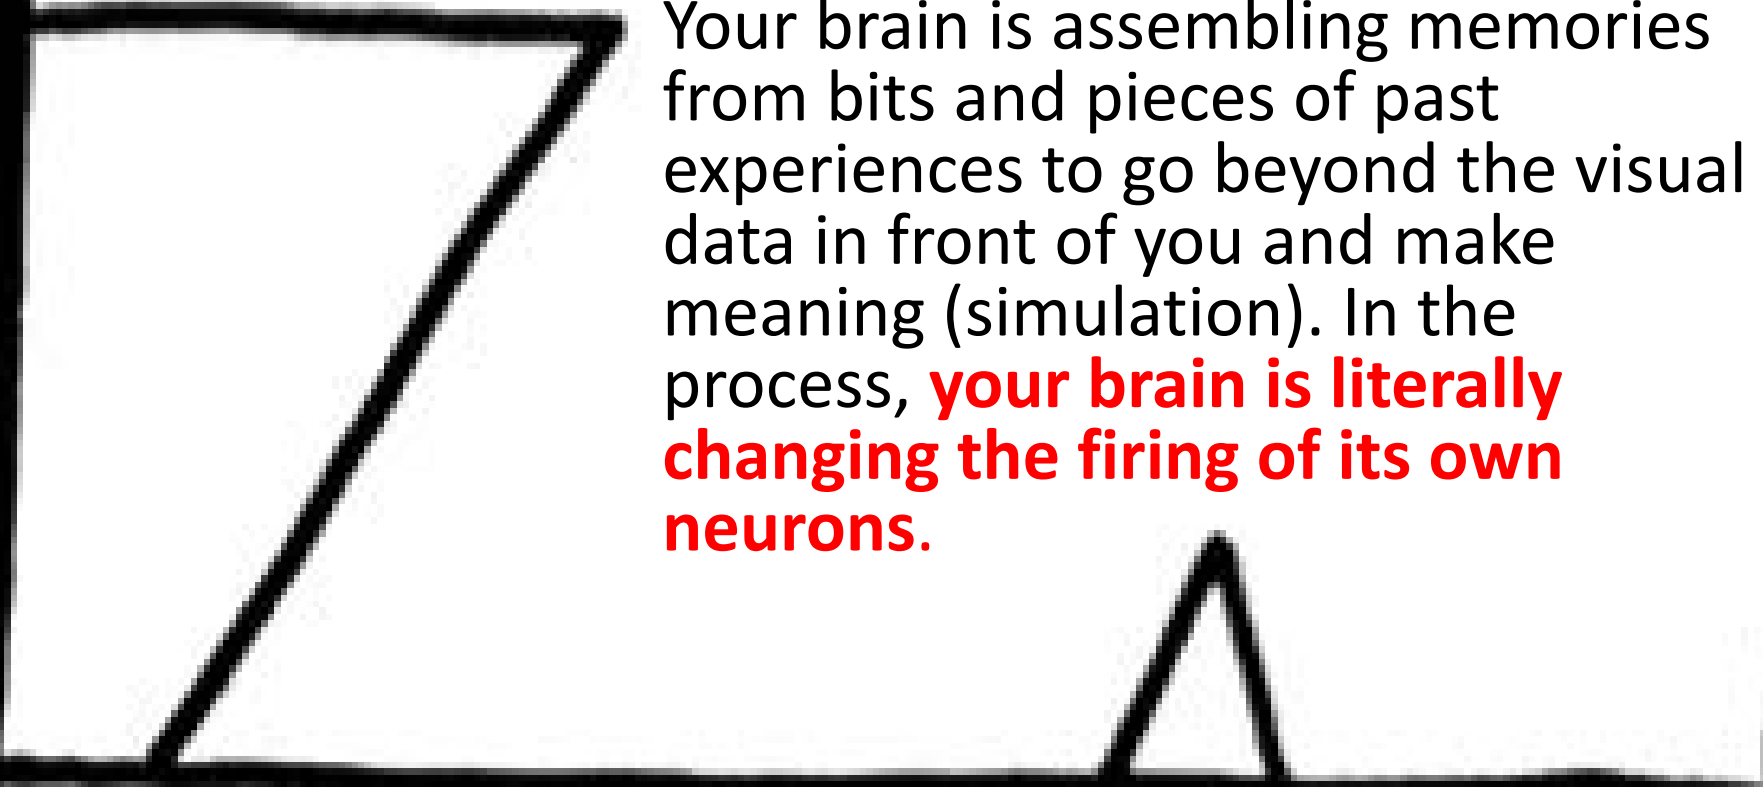 Your brain is assembling memories
from bits and pieces of past
experiences to go beyond the visual
data in front of you and make
meaning (simulation). In the
process, your brain is literally
changing the firing of its own
neurons.